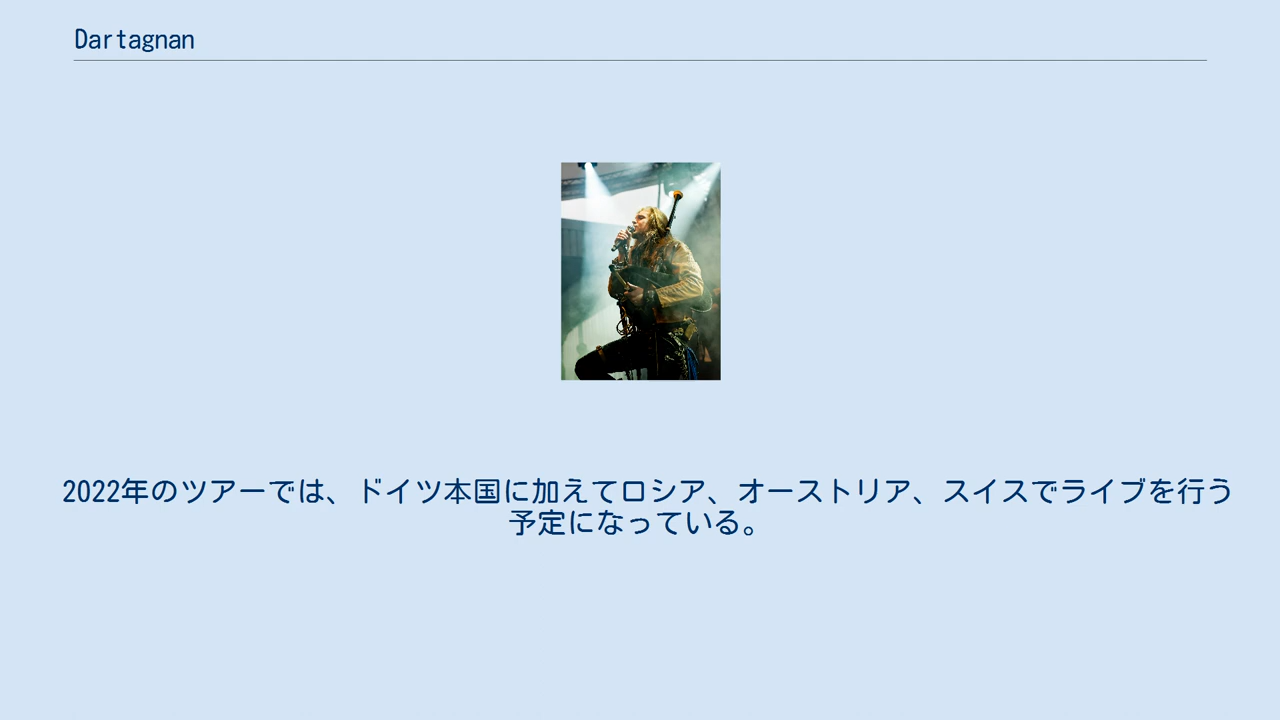 Dartagnan
2022年のツアーでは、ドイツ本国に加えてロシア、オーストリア、スイスでライブを行う
予定になっている。